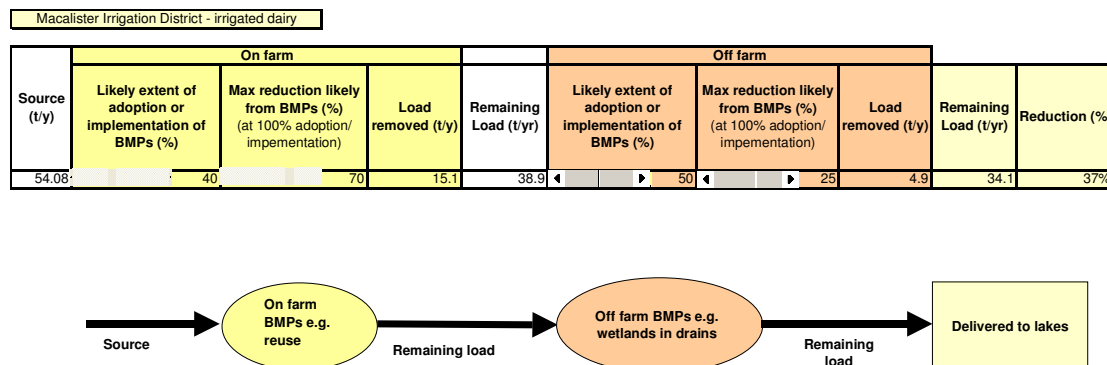 Macalister Irrigation District - irrigated dairy
On farm
Off farm
Source
(t/y)
Likely extent of
adoption or
implementation of
BMPs (%)
Max reduction likely
from BMPs (%)
(at 100% adoption/
impementation)
Load
removed (t/y)
Remaining
Load (t/yr)
Likely extent of
adoption or
implementation of
BMPs (%)
Max reduction likely
from BMPs (%)
(at 100% adoption/
impementation)
Load
removed (t/y)
Remaining
Load (t/yr)
Reduction (%
54.08 40 70 15.1 38.9 50 25 4.9 34.1 37%
Source
On farm
BMPs e.g.
reuse
Remaining load
Off farm BMPs e.g.
wetlands in drains
Remaining
load
Delivered to lakes